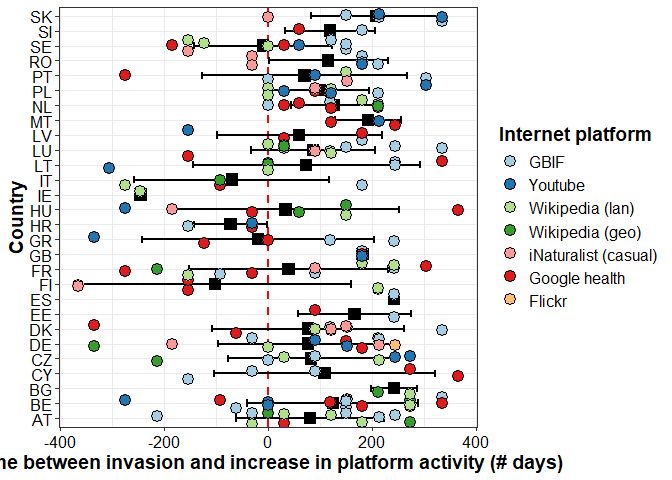 SK
SI
SE
RO
PT
PL
NL
MT
LV
LU
LT
IT
IE
HU
HR
GR
GB
FR
FI
ES
EE
DK
DE
CZ
CY
BG
BE
AT
Country
-400 -200 0 200 400
ne between invasion and increase in platform activity (# days)
Internet platform
GBIF
Youtube
Wikipedia (lan)
Wikipedia (geo)
iNaturalist (casual)
Google health
Flickr